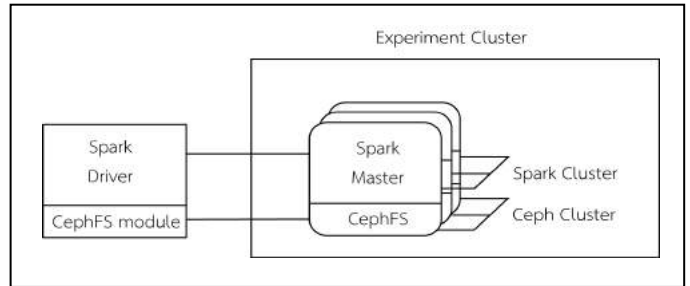 Experiment Cluster
Spark
Driver
CephFS module
Spark
Master
CephFS
Spark Cluster
Ceph Cluster